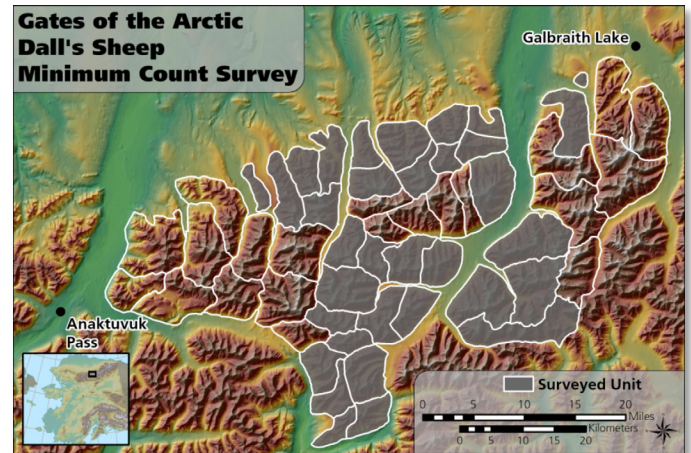 Gates of the Arctic
Dall's Sheep
Minimum Count Survey
Galbraith Lake
Anaktuvuk
Pass
Surveyed Unit
0 5 10 15 20
Miles
Kilometers
0 5 10 15 20